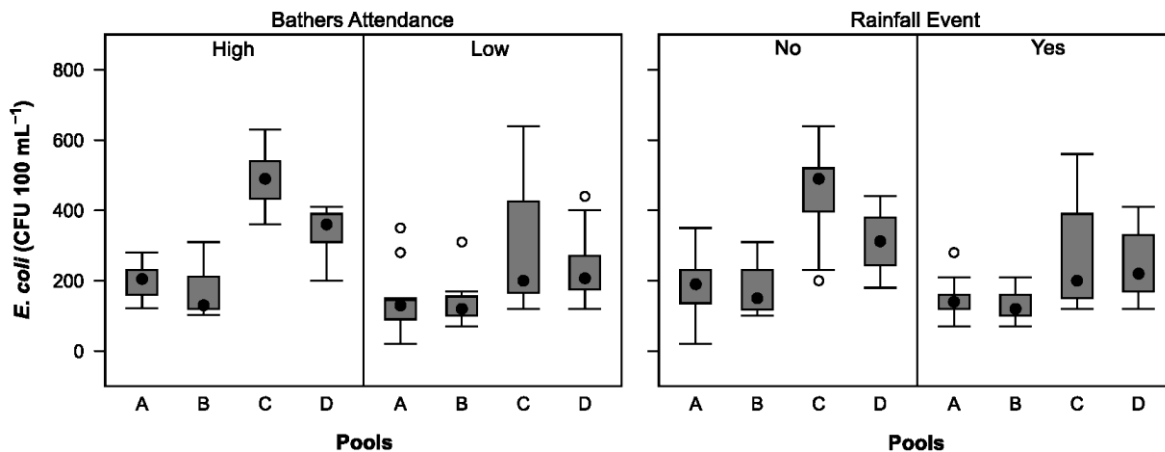 Bathers Attendance
Rainfall Event
High
Low
No
Yes
E. coli (CFU 100 mL⁻¹)
800
600
400
200
0
A B C D A B C D A B C D A B C D
Pools Pools